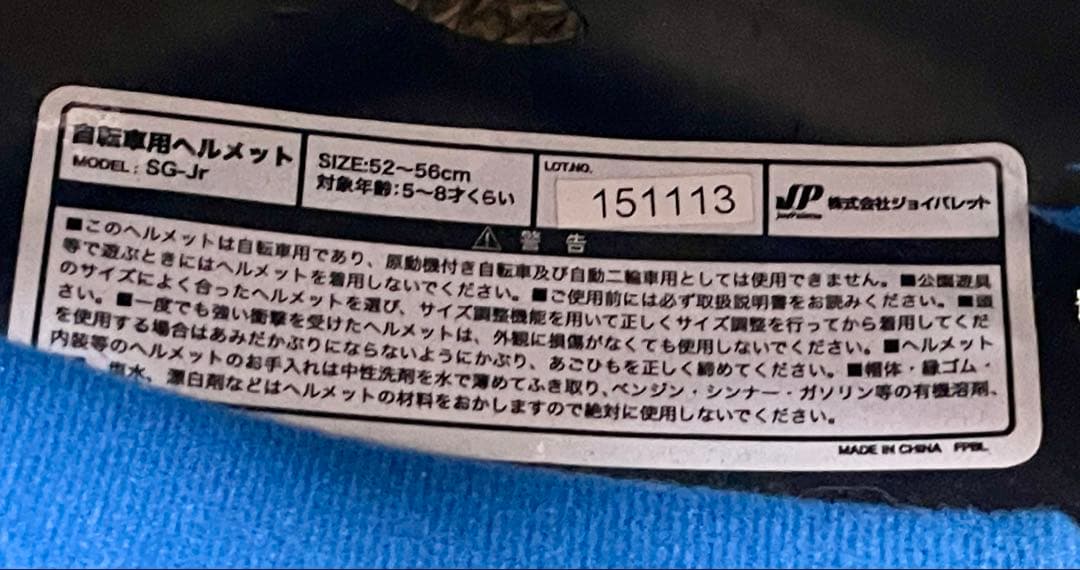 自転車用ヘルメット
MODEL: SG-Jr
SIZE:52~56cm
対象年齢:5~8才くらい
LOT.NO.
151113
JP 株式会社ジョイパレット
⚠ 警告
■このヘルメットは自転車用であり、原動機付き自転車及び自動二輪車用としては使用できません。■公園遊具
等で遊ぶときにはヘルメットを着用しないでください。■ご使用前には必ず取扱説明書をお読みください。■頭
のサイズによく合ったヘルメットを選び、サイズ調整機能を用いて正しくサイズ調整を行ってから着用してくだ
さい。■一度でも強い衝撃を受けたヘルメットは、外観に損傷がなくても使用しないでください。■ヘルメット
を使用する場合はあみだかぶりにならないようにかぶり、あごひもを正しく締めてください。■帽体・縁ゴム・
内装等のヘルメットのお手入れは中性洗剤を水で薄めてふき取り、ベンジン・シンナー・ガソリン等の有機溶剤、
塩水、漂白剤などはヘルメットの材料をおかしますので絶対に使用しないでください。
MADE IN CHINA